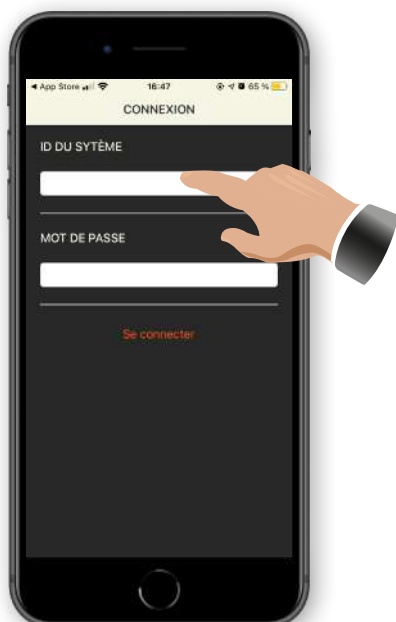 App Store 16:47 65 %
CONNEXION
ID DU SYTÈME
MOT DE PASSE
Se connecter